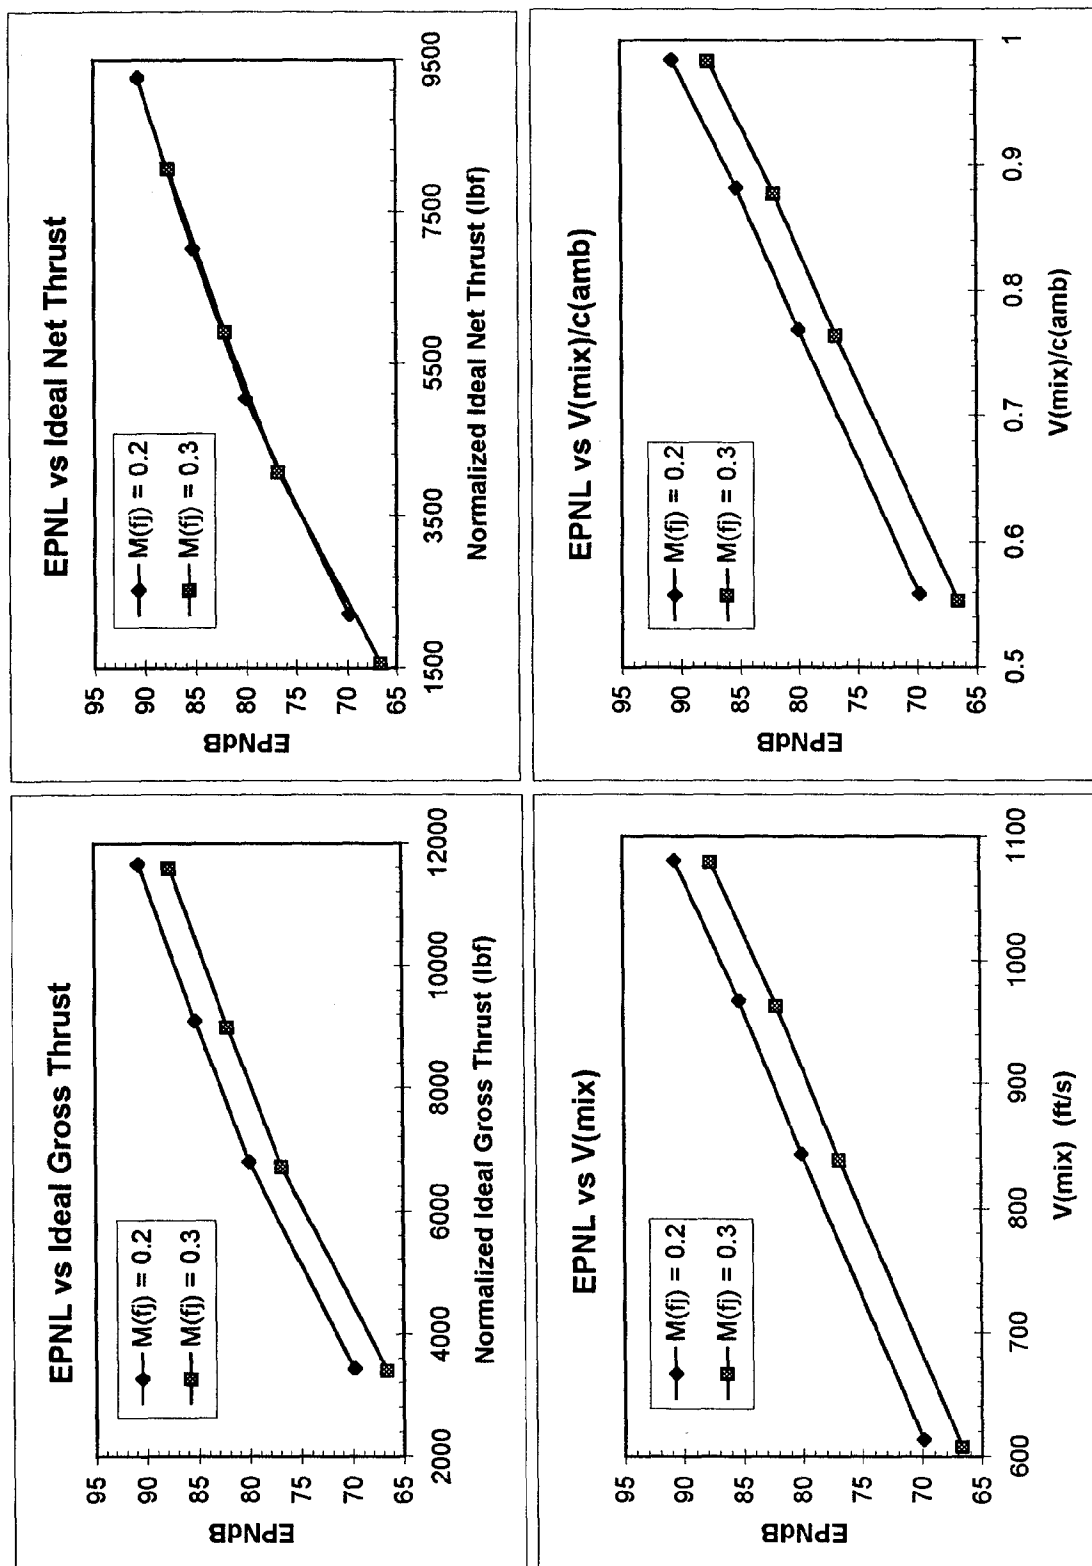 EPNL vs Ideal Gross Thrust
M(fj) = 0.2
M(fj) = 0.3
95
90
85
80
75
70
65
EPNdB
2000 4000 6000 8000 10000 12000
Normalized Ideal Gross Thrust (lbf)
EPNL vs Ideal Net Thrust
M(fj) = 0.2
M(fj) = 0.3
95
90
85
80
75
70
65
EPNdB
1500 3500 5500 7500 9500
Normalized Ideal Net Thrust (lbf)
EPNL vs V(mix)
M(fj) = 0.2
M(fj) = 0.3
95
90
85
80
75
70
65
EPNdB
600 700 800 900 1000 1100
V(mix) (ft/s)
EPNL vs V(mix)/c(amb)
M(fj) = 0.2
M(fj) = 0.3
95
90
85
80
75
70
65
EPNdB
0.5 0.6 0.7 0.8 0.9 1
V(mix)/c(amb)